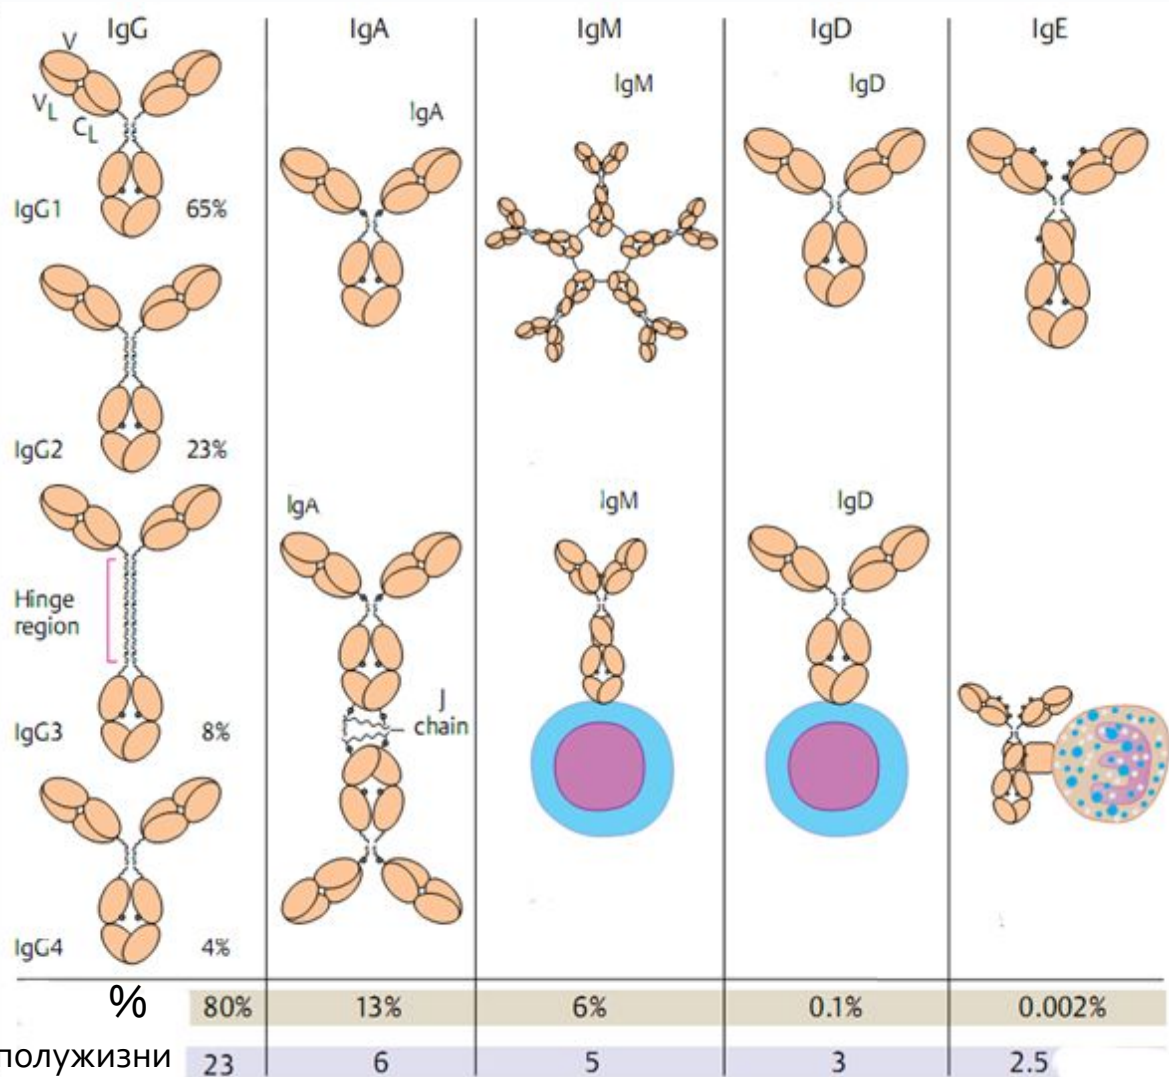 IgG
IgA
IgM
IgD
IgE
V
V_L
C_L
IgG1
65%
IgG2
23%
Hinge
region
IgG3
8%
IgG4
4%
IgA
IgA
J
chain
IgM
IgM
IgD
IgD
%
80%
13%
6%
0.1%
0.002%
полужизни
23
6
5
3
2.5